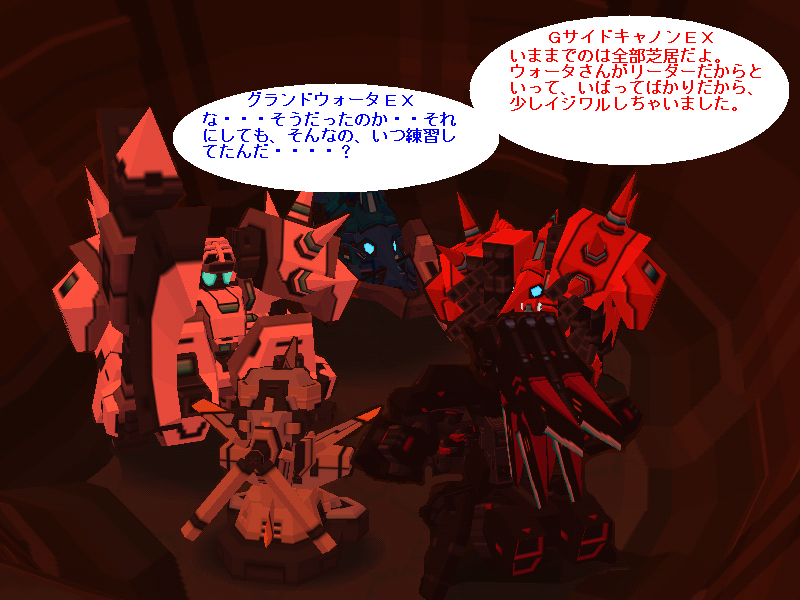 GサイドキャノンEX
いままでのは全部芝居だよ。
ウォータさんがリーダーだからと
いって、いばってばかりだから、
少しイジワルしちゃいました。
グランドウォータEX
な・・・そうだったのか・・それ
にしても、そんなの、いつ練習し
てたんだ・・・・?